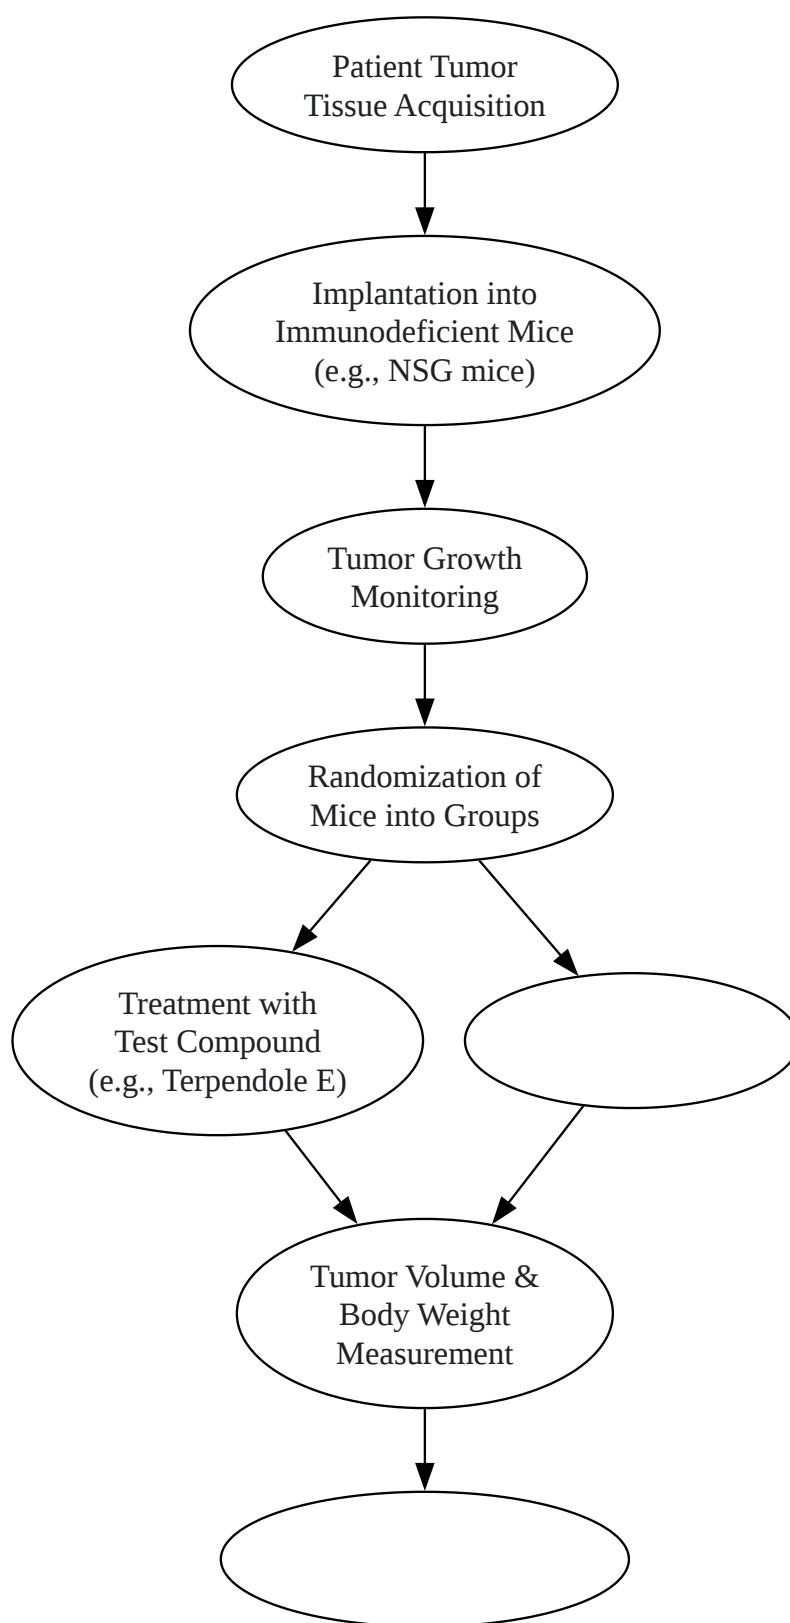 Patient Tumor
Tissue Acquisition
Implantation into
Immunodeficient Mice
(e.g., NSG mice)
Tumor Growth
Monitoring
Randomization of
Mice into Groups
Treatment with
Test Compound
(e.g., Terpendole E)
Tumor Volume &
Body Weight
Measurement